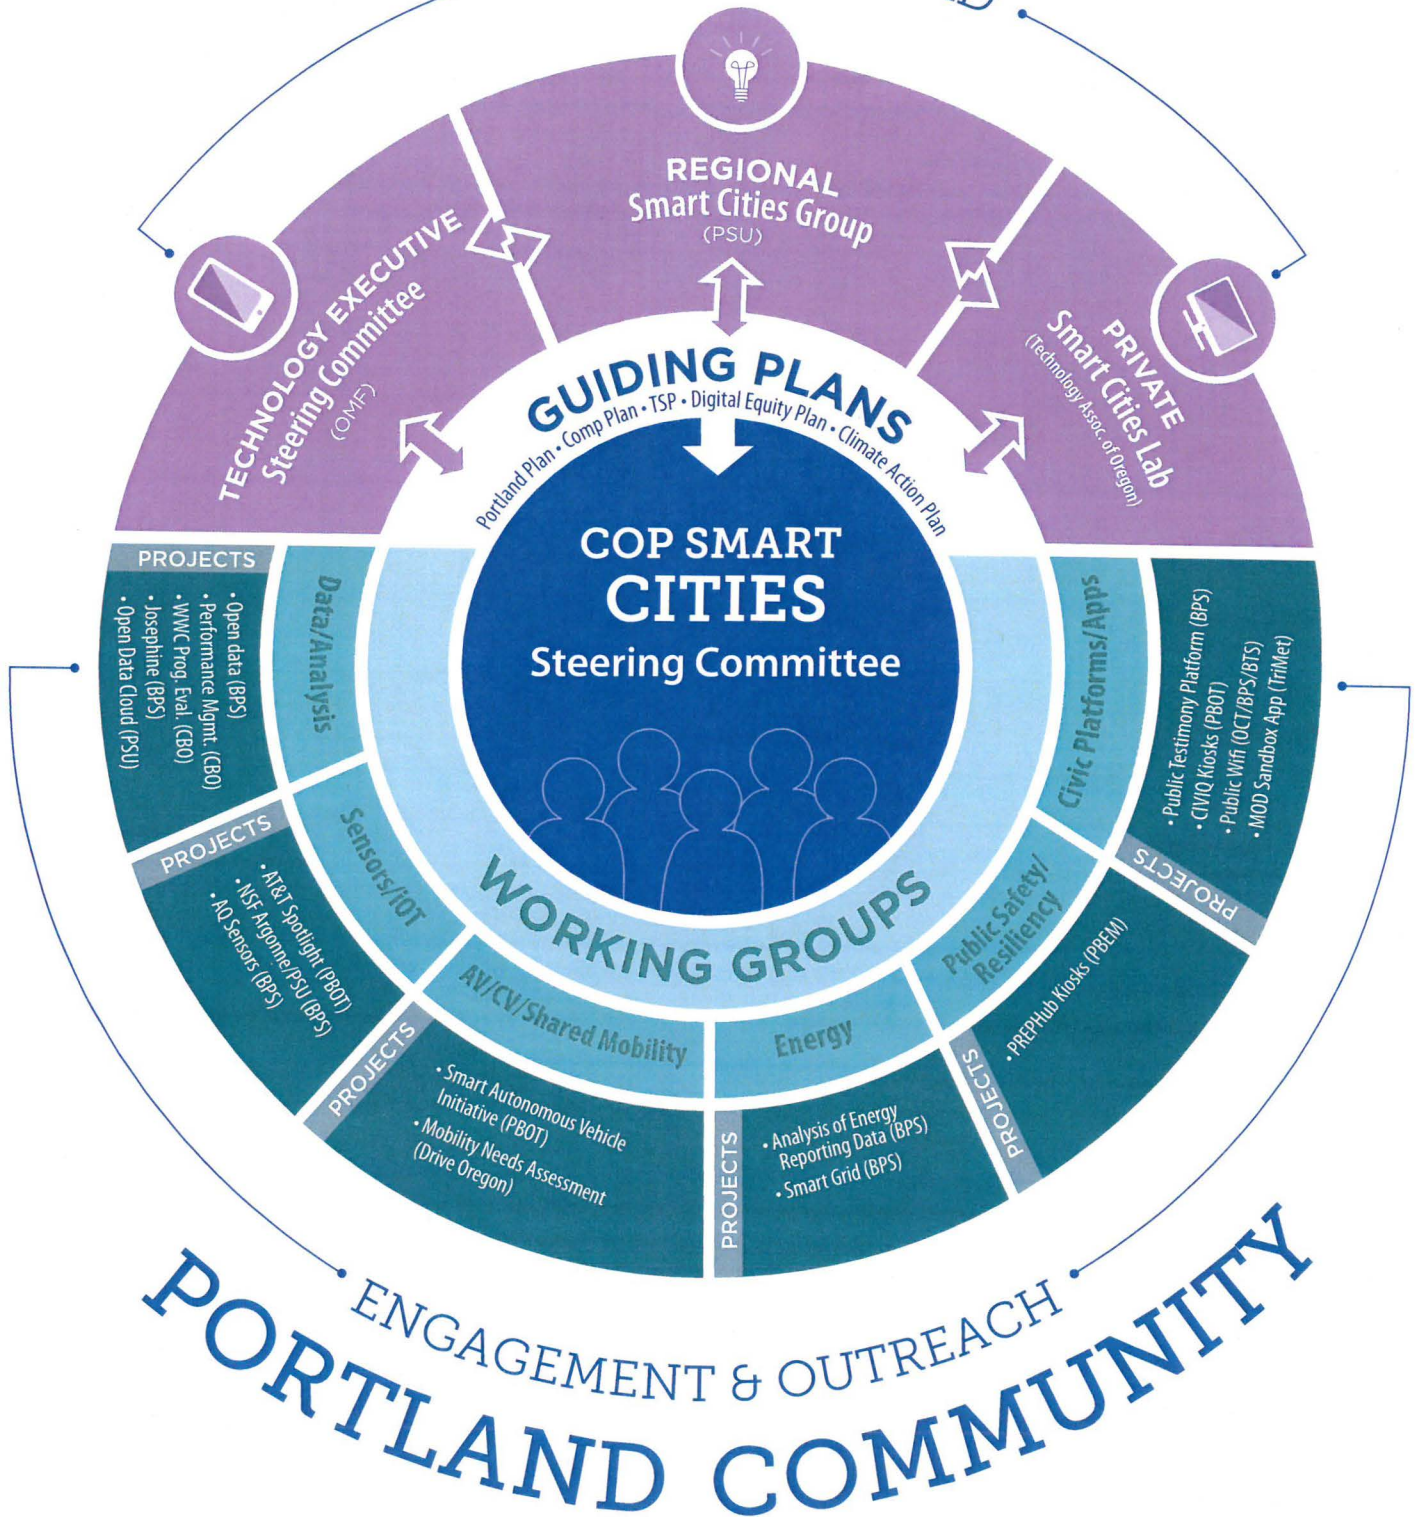 REGIONAL
Smart Cities Group
(PSU)
TECHNOLOGY EXECUTIVE
Steering Committee
(OMF)
PRIVATE
Smart Cities Lab
(Technology Assoc. of Oregon)
GUIDING PLANS
Portland Plan • Comp Plan • TSP • Digital Equity Plan • Climate Action Plan
COP SMART
CITIES
Steering Committee
WORKING GROUPS
Data/Analysis
PROJECTS
• Open data (BPS)
• Performance Mgmt. (CBO)
• WWC Prog. Eval. (CBO)
• Josephine (BPS)
• Open Data Cloud (PSU)
Sensors/iOT
PROJECTS
• AT&T Spotlight (PBOT)
• NSF Argonne/PSU (BPS)
• AQ Sensors (BPS)
AV/CV/Shared Mobility
PROJECTS
• Smart Autonomous Vehicle
Initiative (PBOT)
• Mobility Needs Assessment
(Drive Oregon)
Energy
PROJECTS
• Analysis of Energy
Reporting Data (BPS)
• Smart Grid (BPS)
Public Safety/
Resiliency
PROJECTS
• PREPHub Kiosks (PBEM)
Civic Platforms/Apps
PROJECTS
• Public Testimony Platform (BPS)
• CIVIQ Kiosks (PBOT)
• Public Wifi (OCT/BPS/BTS)
• MOD Sandbox App (TriMet)
ENGAGEMENT & OUTREACH
PORTLAND COMMUNITY